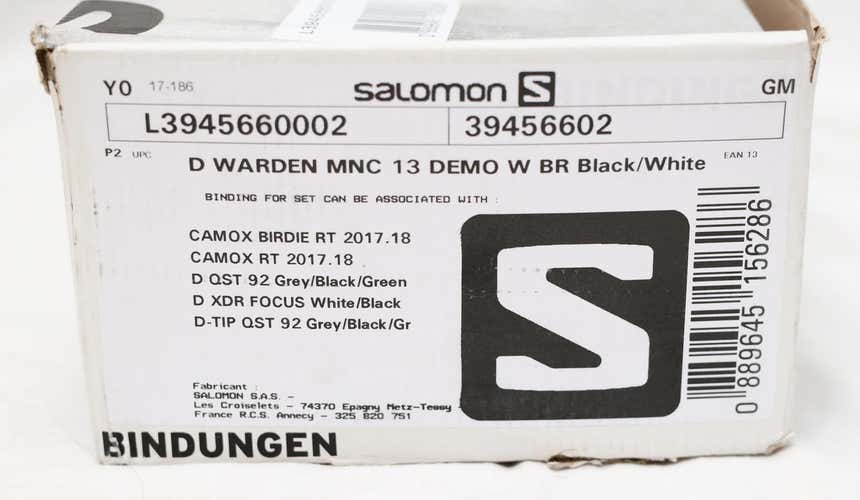 Y0 17-186 salomon S GM
L3945660002 39456602
P2 UPC D WARDEN MNC 13 DEMO W BR Black/White EAN 13
BINDING FOR SET CAN BE ASSOCIATED WITH :
CAMOX BIRDIE RT 2017.18
CAMOX RT 2017.18
D QST 92 Grey/Black/Green
D XDR FOCUS White/Black
D-TIP QST 92 Grey/Black/Gr
0 889645 156286
Fabricant :
SALOMON S.A.S. -
Les Croiselets - 74370 Epagny Metz-Tessy -
France R.C.S. Annecy - 325 820 751
BINDUNGEN